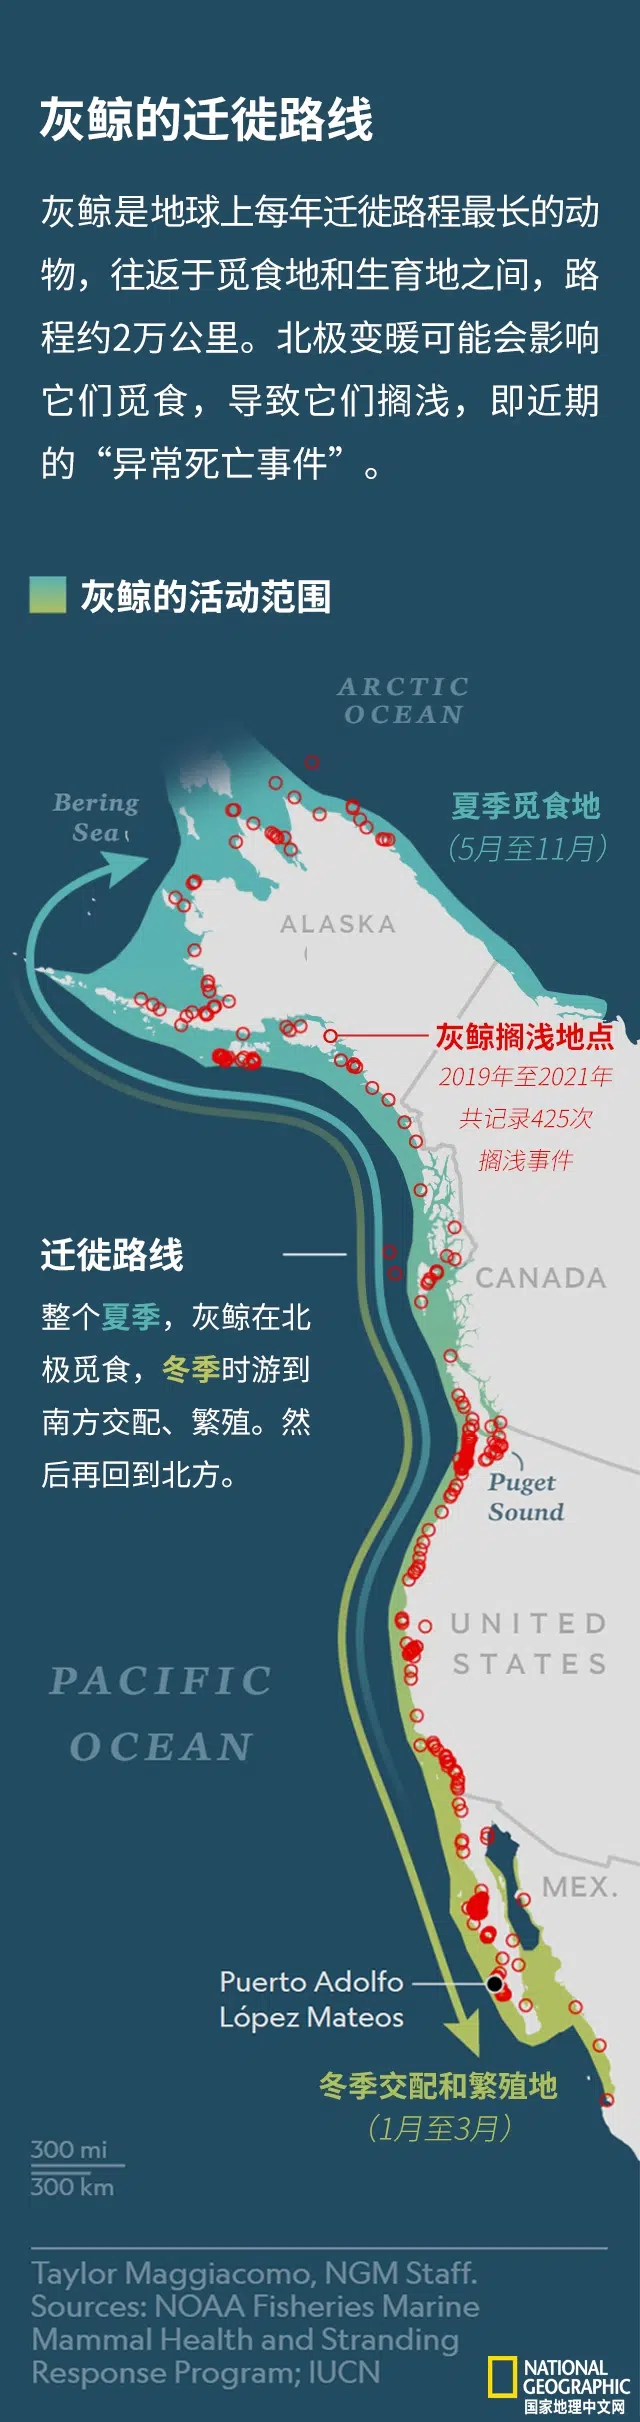 灰鲸的迁徙路线
灰鲸是地球上每年迁徙路程最长的动
物，往返于觅食地和生育地之间，路
程约2万公里。北极变暖可能会影响
它们觅食，导致它们搁浅，即近期
的“异常死亡事件”。
灰鲸的活动范围
ARCTIC
OCEAN
Bering
Sea
夏季觅食地
（5月至11月）
ALASKA
灰鲸搁浅地点
2019年至2021年
共记录425次
搁浅事件
迁徙路线
整个夏季，灰鲸在北
极觅食，冬季时游到
南方交配、繁殖。然
后再回到北方。
CANADA
Puget
Sound
UNITED
STATES
PACIFIC
OCEAN
MEX.
Puerto Adolfo
López Mateos
冬季交配和繁殖地
（1月至3月）
300 mi
300 km
Taylor Maggiacomo, NGM Staff.
Sources: NOAA Fisheries Marine
Mammal Health and Stranding
Response Program; IUCN
NATIONAL
GEOGRAPHIC
国家地理中文网